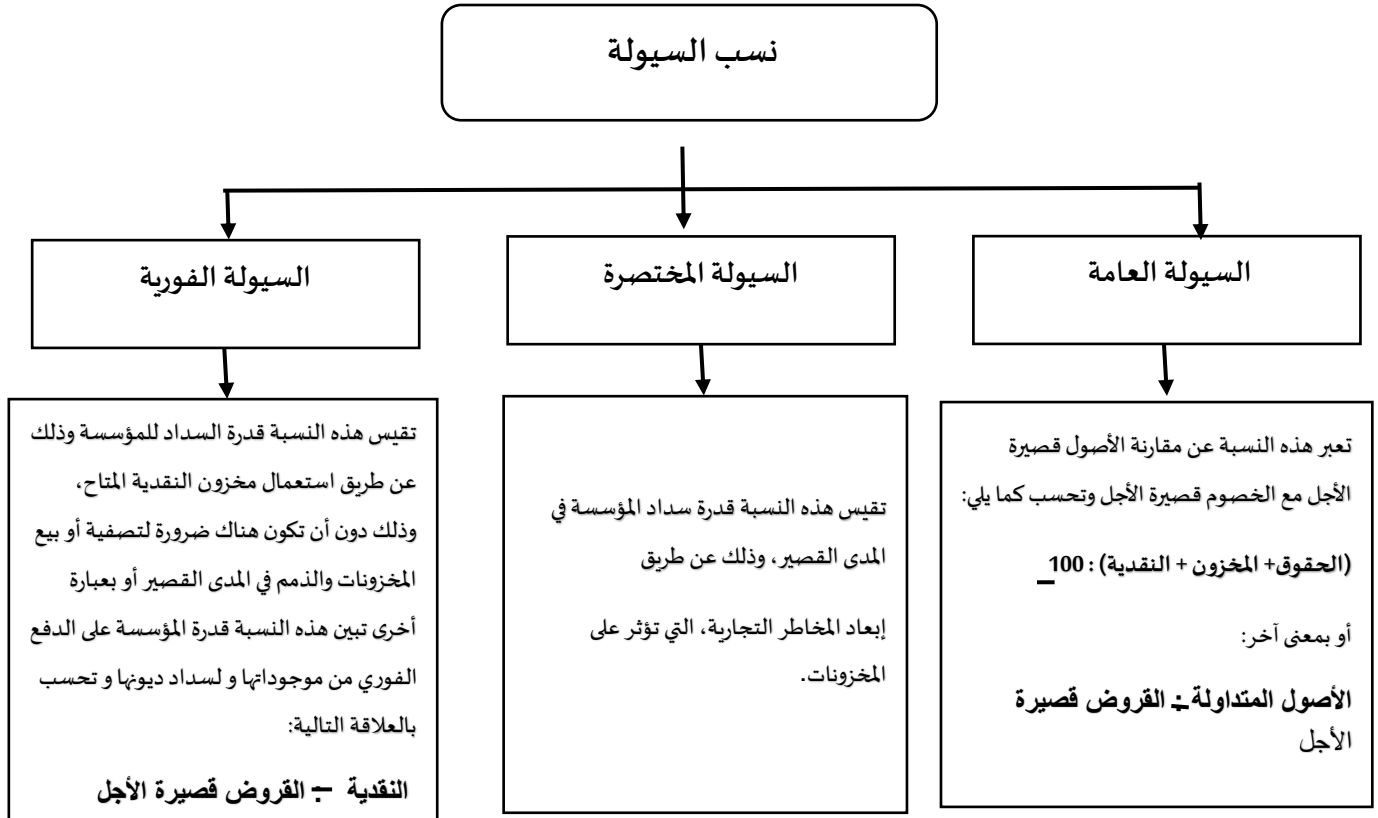 نسب السيولة
السيولة العامة
السيولة المختصرة
السيولة الفورية
تعبر هذه النسبة عن مقارنة الأصول قصيرة
الأجل مع الخصوم قصيرة الأجل وتحسب كما يلي:
(الحقوق+ المخزون + النقدية) : 100_
أو بمعنى آخر:
الأصول المتداولة ÷ القروض قصيرة
الأجل
تقيس هذه النسبة قدرة سداد المؤسسة في
المدى القصير، وذلك عن طريق
إبعاد المخاطر التجارية، التي تؤثر على
المخزونات.
تقيس هذه النسبة قدرة السداد للمؤسسة وذلك
عن طريق استعمال مخزون النقدية المتاح،
وذلك دون أن تكون هناك ضرورة لتصفية أو بيع
المخزونات والذمم في المدى القصير أو بعبارة
أخرى تبين هذه النسبة قدرة المؤسسة على الدفع
الفوري من موجوداتها و لسداد ديونها و تحسب
بالعلاقة التالية:
النقدية ÷ القروض قصيرة الأجل